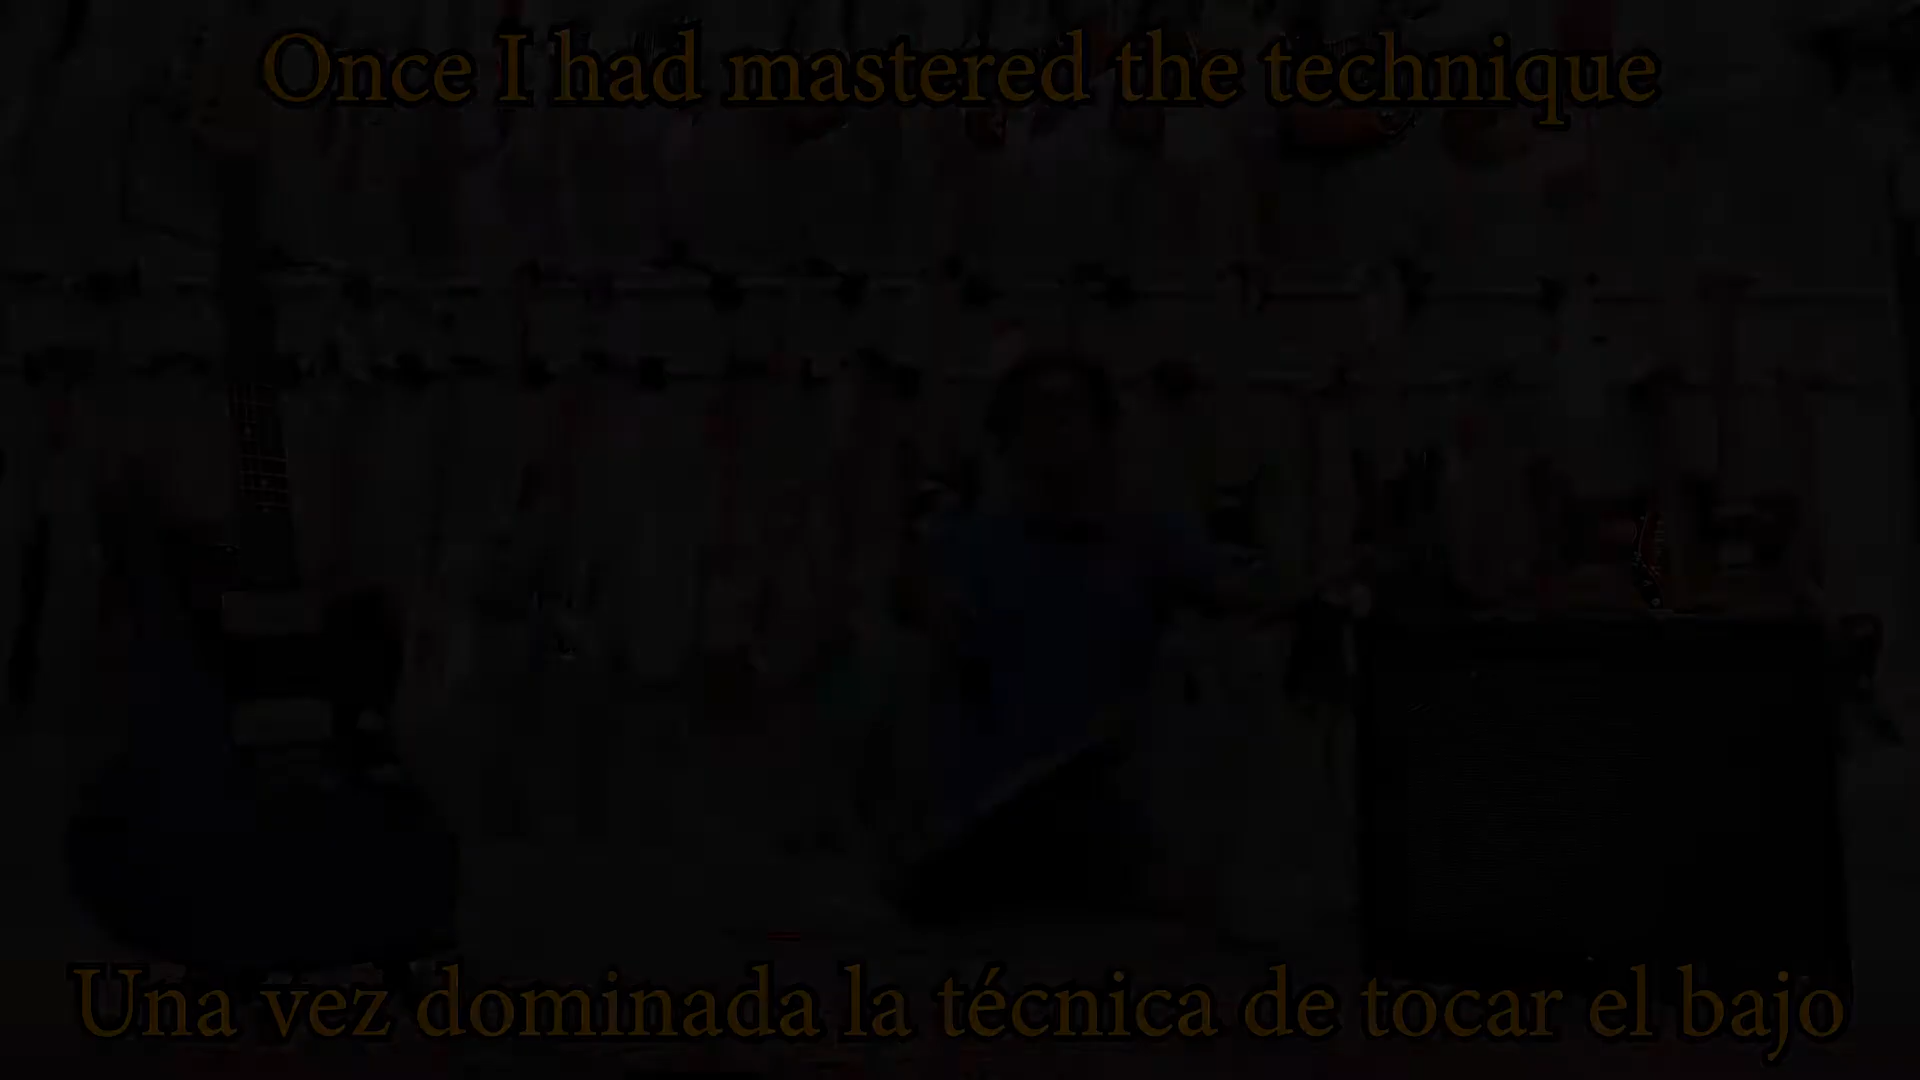 Once I had mastered the technique
Una vez dominada la técnica de tocar el bajo